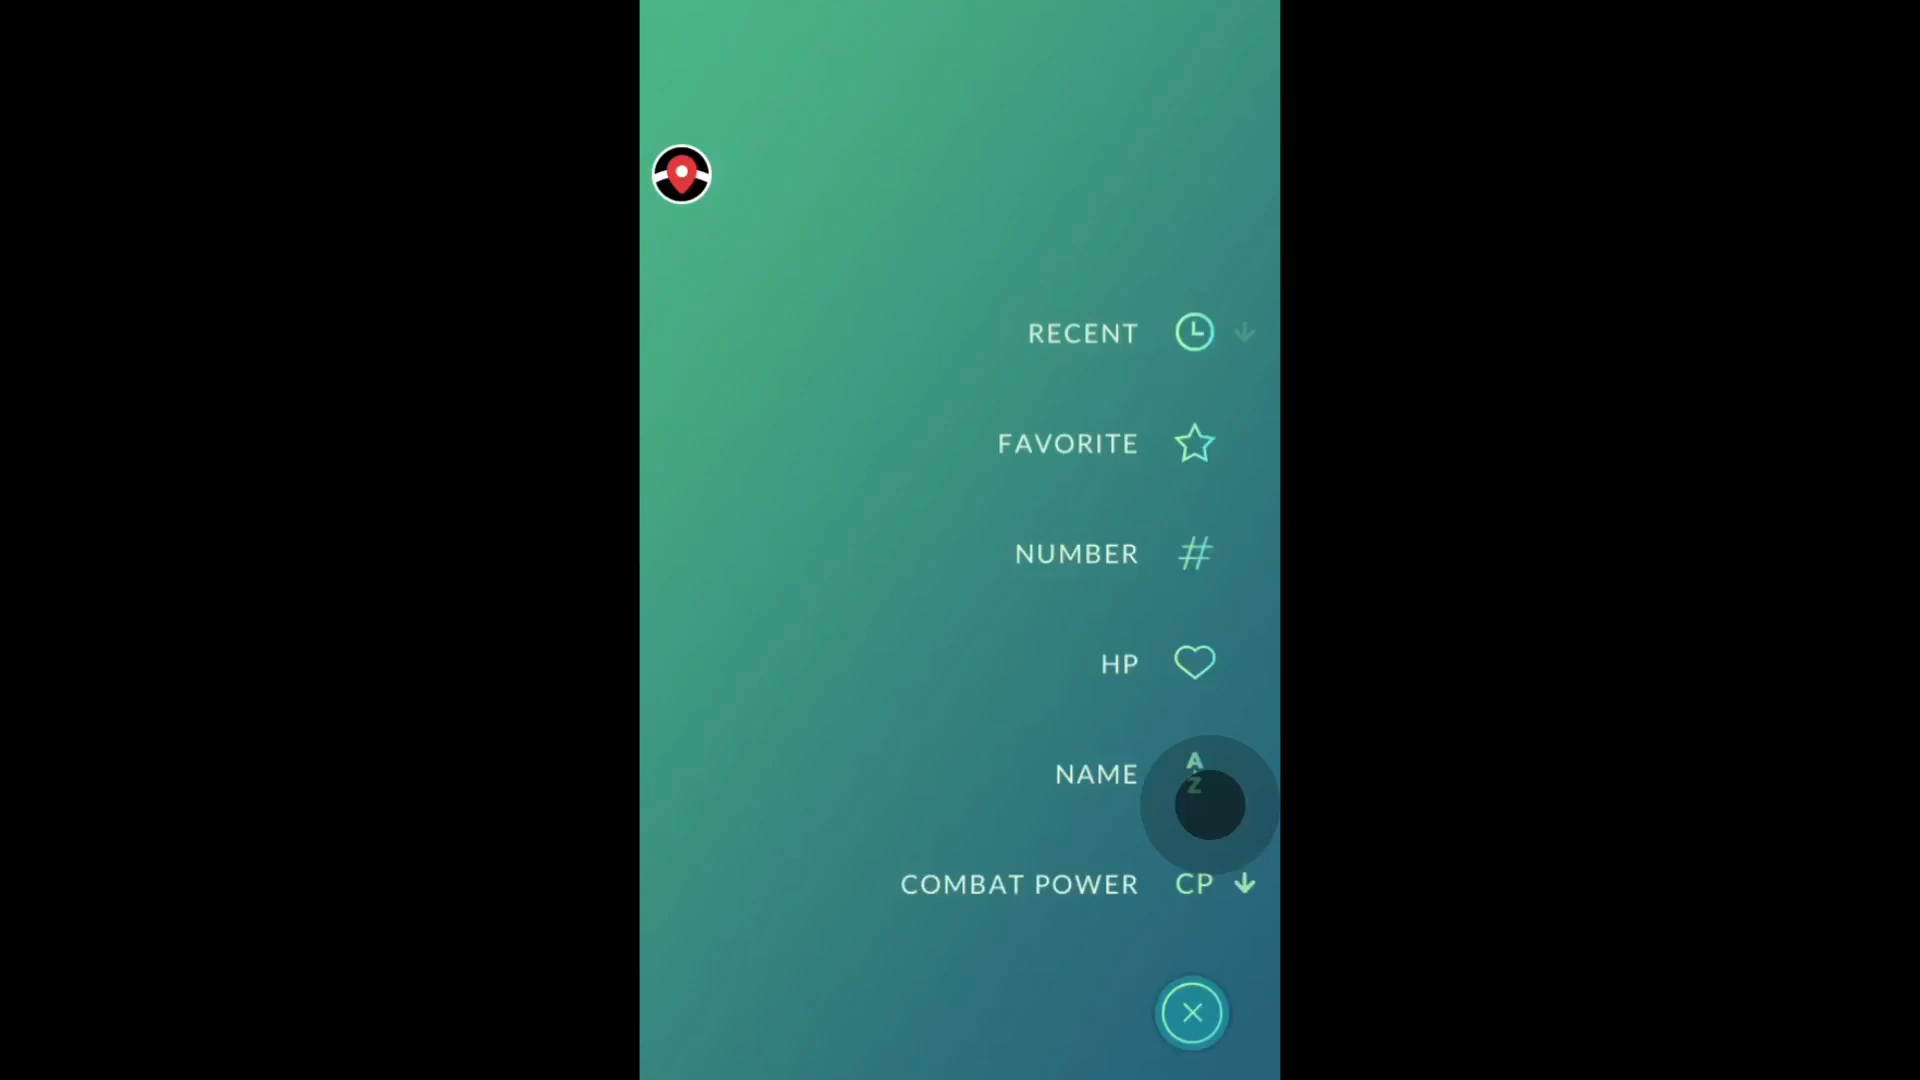 RECENT
FAVORITE
NUMBER #
HP
NAME A Z
COMBAT POWER CP